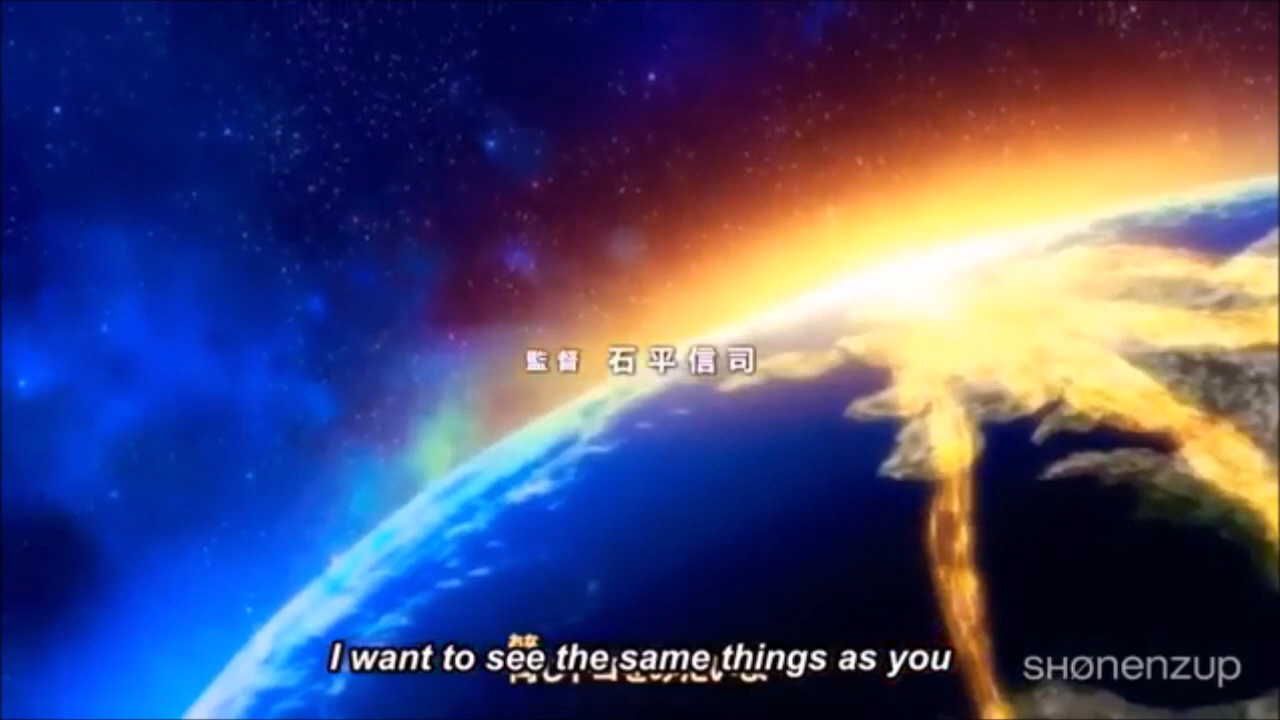 監督 石平信司
I want to see the same things as you
sHønenzup